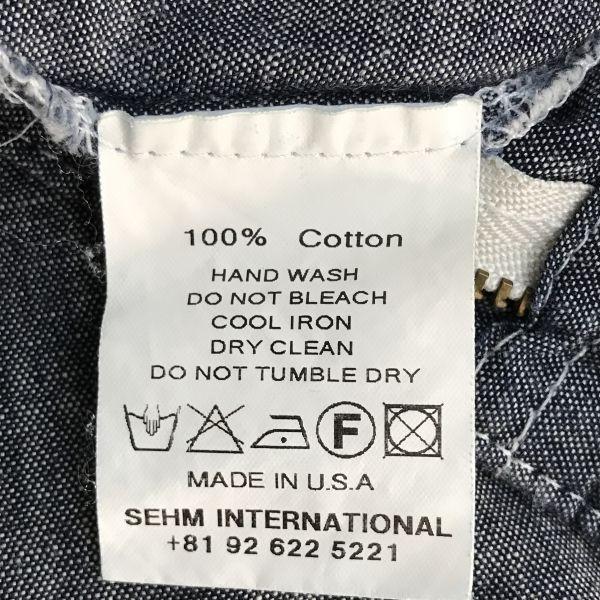 100% Cotton
HAND WASH
DO NOT BLEACH
COOL IRON
DRY CLEAN
DO NOT TUMBLE DRY
F
MADE IN U.S.A
SEHM INTERNATIONAL
+81 92 622 5221